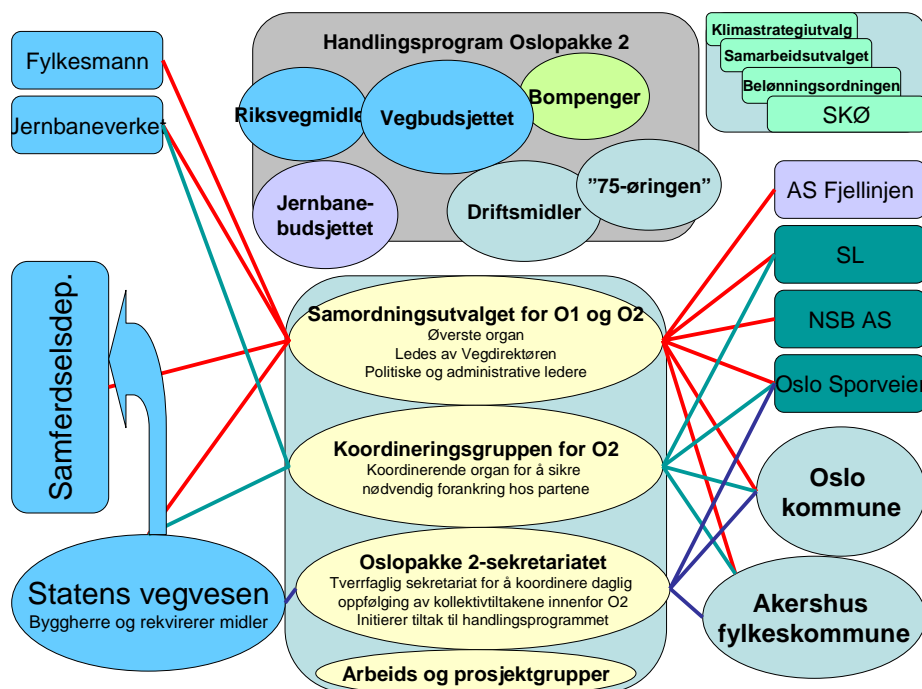 Fylkesmann
Jernbaneverket
Handlingsprogram Oslopakke 2
Riksvegmidler
Vegbudsjettet
Bompenger
Jernbane-
budsjettet
Driftsmidler
”75-øringen”
Klimastrategiutvalg
Samarbeidsutvalget
Belønningsordningen
SKØ
AS Fjellinjen
SL
NSB AS
Oslo Sporveier
Samferdselsdep.
Samordningsutvalget for O1 og O2
Øverste organ
Ledes av Vegdirektøren
Politiske og administrative ledere
Koordineringsgruppen for O2
Koordinerende organ for å sikre
nødvendig forankring hos partene
Oslo
kommune
Statens vegvesen
Byggherre og rekvirerer midler
Oslopakke 2-sekretariatet
Tverrfaglig sekretariat for å koordinere daglig
oppfølging av kollektivtiltakene innenfor O2
Initierer tiltak til handlingsprogrammet
Akershus
fylkeskommune
Arbeids og prosjektgrupper